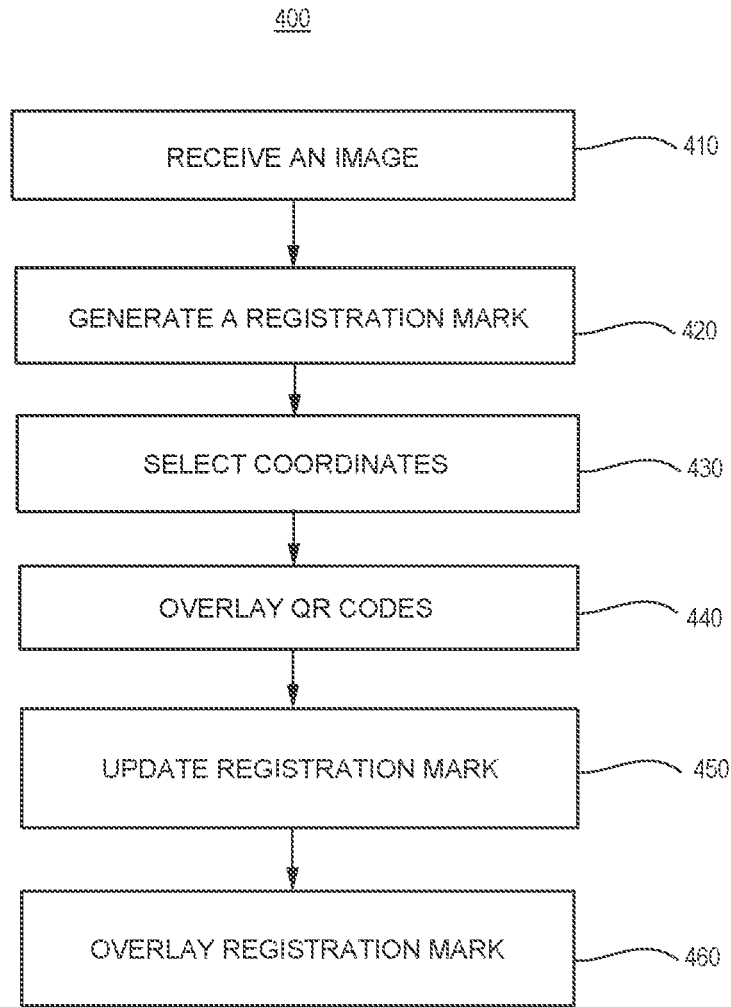 400
RECEIVE AN IMAGE
410
GENERATE A REGISTRATION MARK
420
SELECT COORDINATES
430
OVERLAY QR CODES
440
UPDATE REGISTRATION MARK
450
OVERLAY REGISTRATION MARK
460